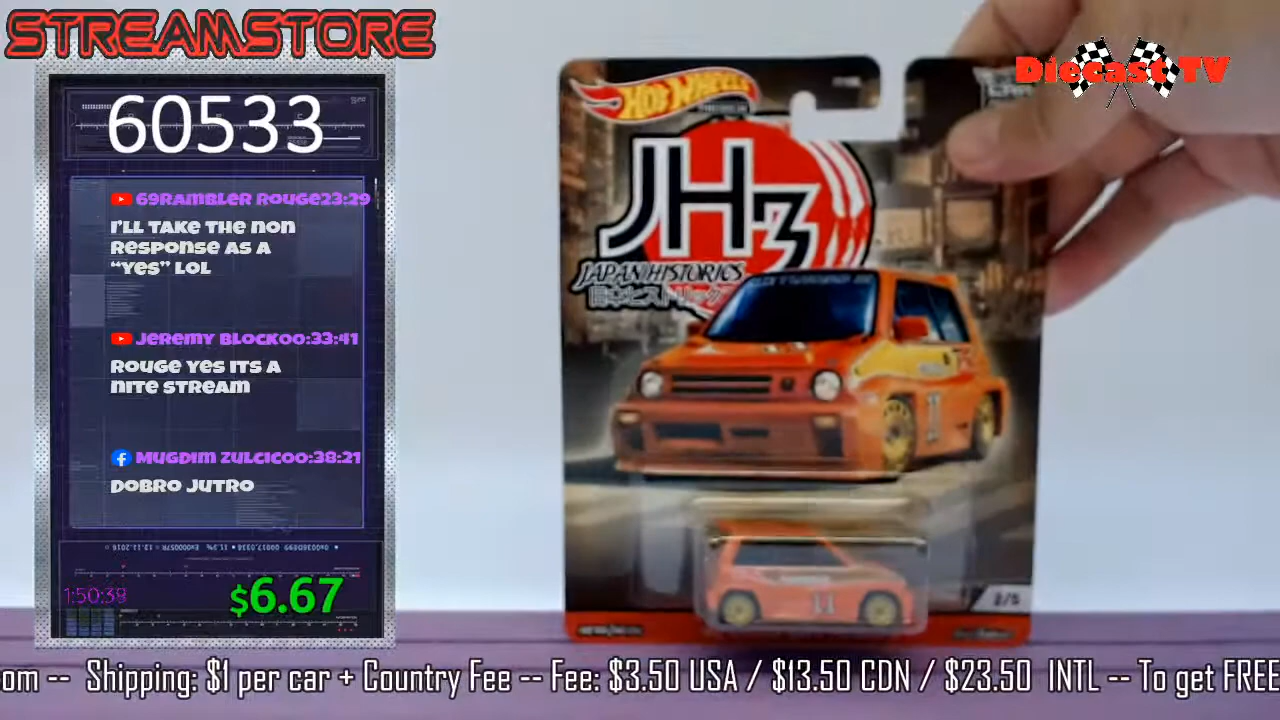 STREAMSTORE
Diecast TV
60533
69Rambler Rouge23:29
I'll take the non
response as a
“yes” lol
Jeremy Block00:33:41
Rouge yes its a
nite stream
Mugdim Zulcic00:38:21
Dobro jutro
1:50:39
$6.67
HOT WHEELS
JH3
JAPAN HISTORICS
11
2/5
om -- Shipping: $1 per car + Country Fee -- Fee: $3.50 USA / $13.50 CDN / $23.50 INTL -- To get FREE